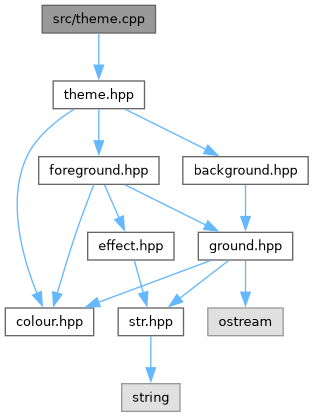 src/theme.cpp
theme.hpp
foreground.hpp
background.hpp
effect.hpp
ground.hpp
colour.hpp
str.hpp
ostream
string